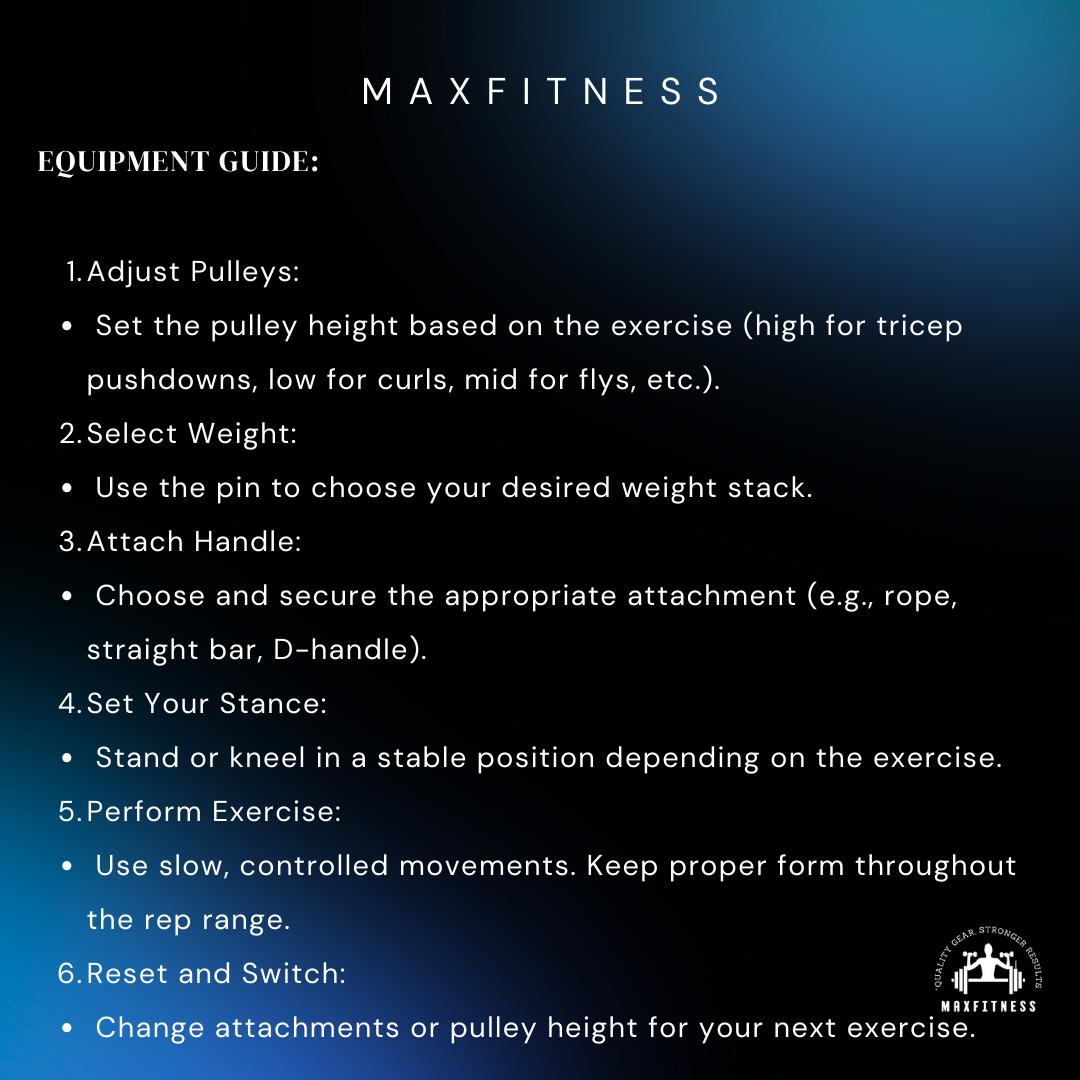 MAXFITNESS
EQUIPMENT GUIDE:
1. Adjust Pulleys:
• Set the pulley height based on the exercise (high for tricep
pushdowns, low for curls, mid for flys, etc.).
2. Select Weight:
• Use the pin to choose your desired weight stack.
3. Attach Handle:
• Choose and secure the appropriate attachment (e.g., rope,
straight bar, D-handle).
4. Set Your Stance:
• Stand or kneel in a stable position depending on the exercise.
5. Perform Exercise:
• Use slow, controlled movements. Keep proper form throughout
the rep range.
6. Reset and Switch:
• Change attachments or pulley height for your next exercise.
"QUALITY GEAR. STRONGER RESULTS
MAXFITNESS